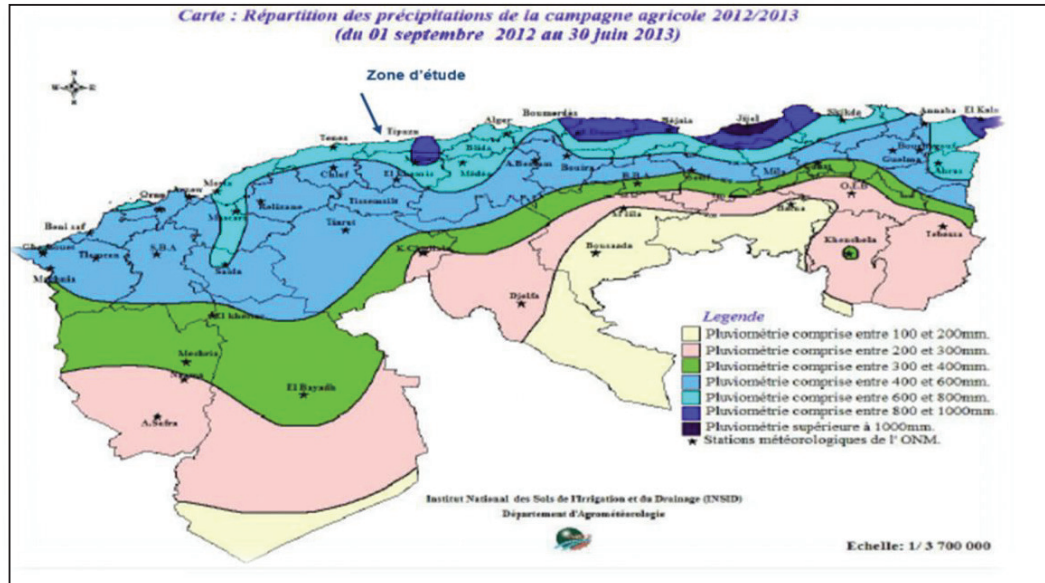 Carte : Répartition des précipitations de la campagne agricole 2012/2013
(du 01 septembre 2012 au 30 juin 2013)
Zone d'étude
Boumerdès
Jijel
Skikda
Annaba
El Kala
Tenes
Tipaza
Alger
Béjaia
Blida
Médéa
Bouira
Guelma
Chlef
El khemis
Tissemsilt
Relizane
Tiaret
Mascara
Oran
Beni saf
S.B.A
Tlemcen
Saida
B.B.A
Mila
O.E.B
Batna
M'sila
Bousaada
Khenchela
Tebessa
Djelfa
El kheiter
Mechria
Naama
El Bayadh
A.Sefra
Legende
Pluviométrie comprise entre 100 et 200mm.
Pluviométrie comprise entre 200 et 300mm.
Pluviométrie comprise entre 300 et 400mm.
Pluviométrie comprise entre 400 et 600mm.
Pluviométrie comprise entre 600 et 800mm.
Pluviométrie comprise entre 800 et 1000mm.
Pluviométrie supérieure à 1000mm.
Stations météorologiques de l' ONM.
Institut National des Sols de l'Irrigation et du Drainage (INSID)
Département d'Agrométéorologie
Echelle: 1/ 3 700 000